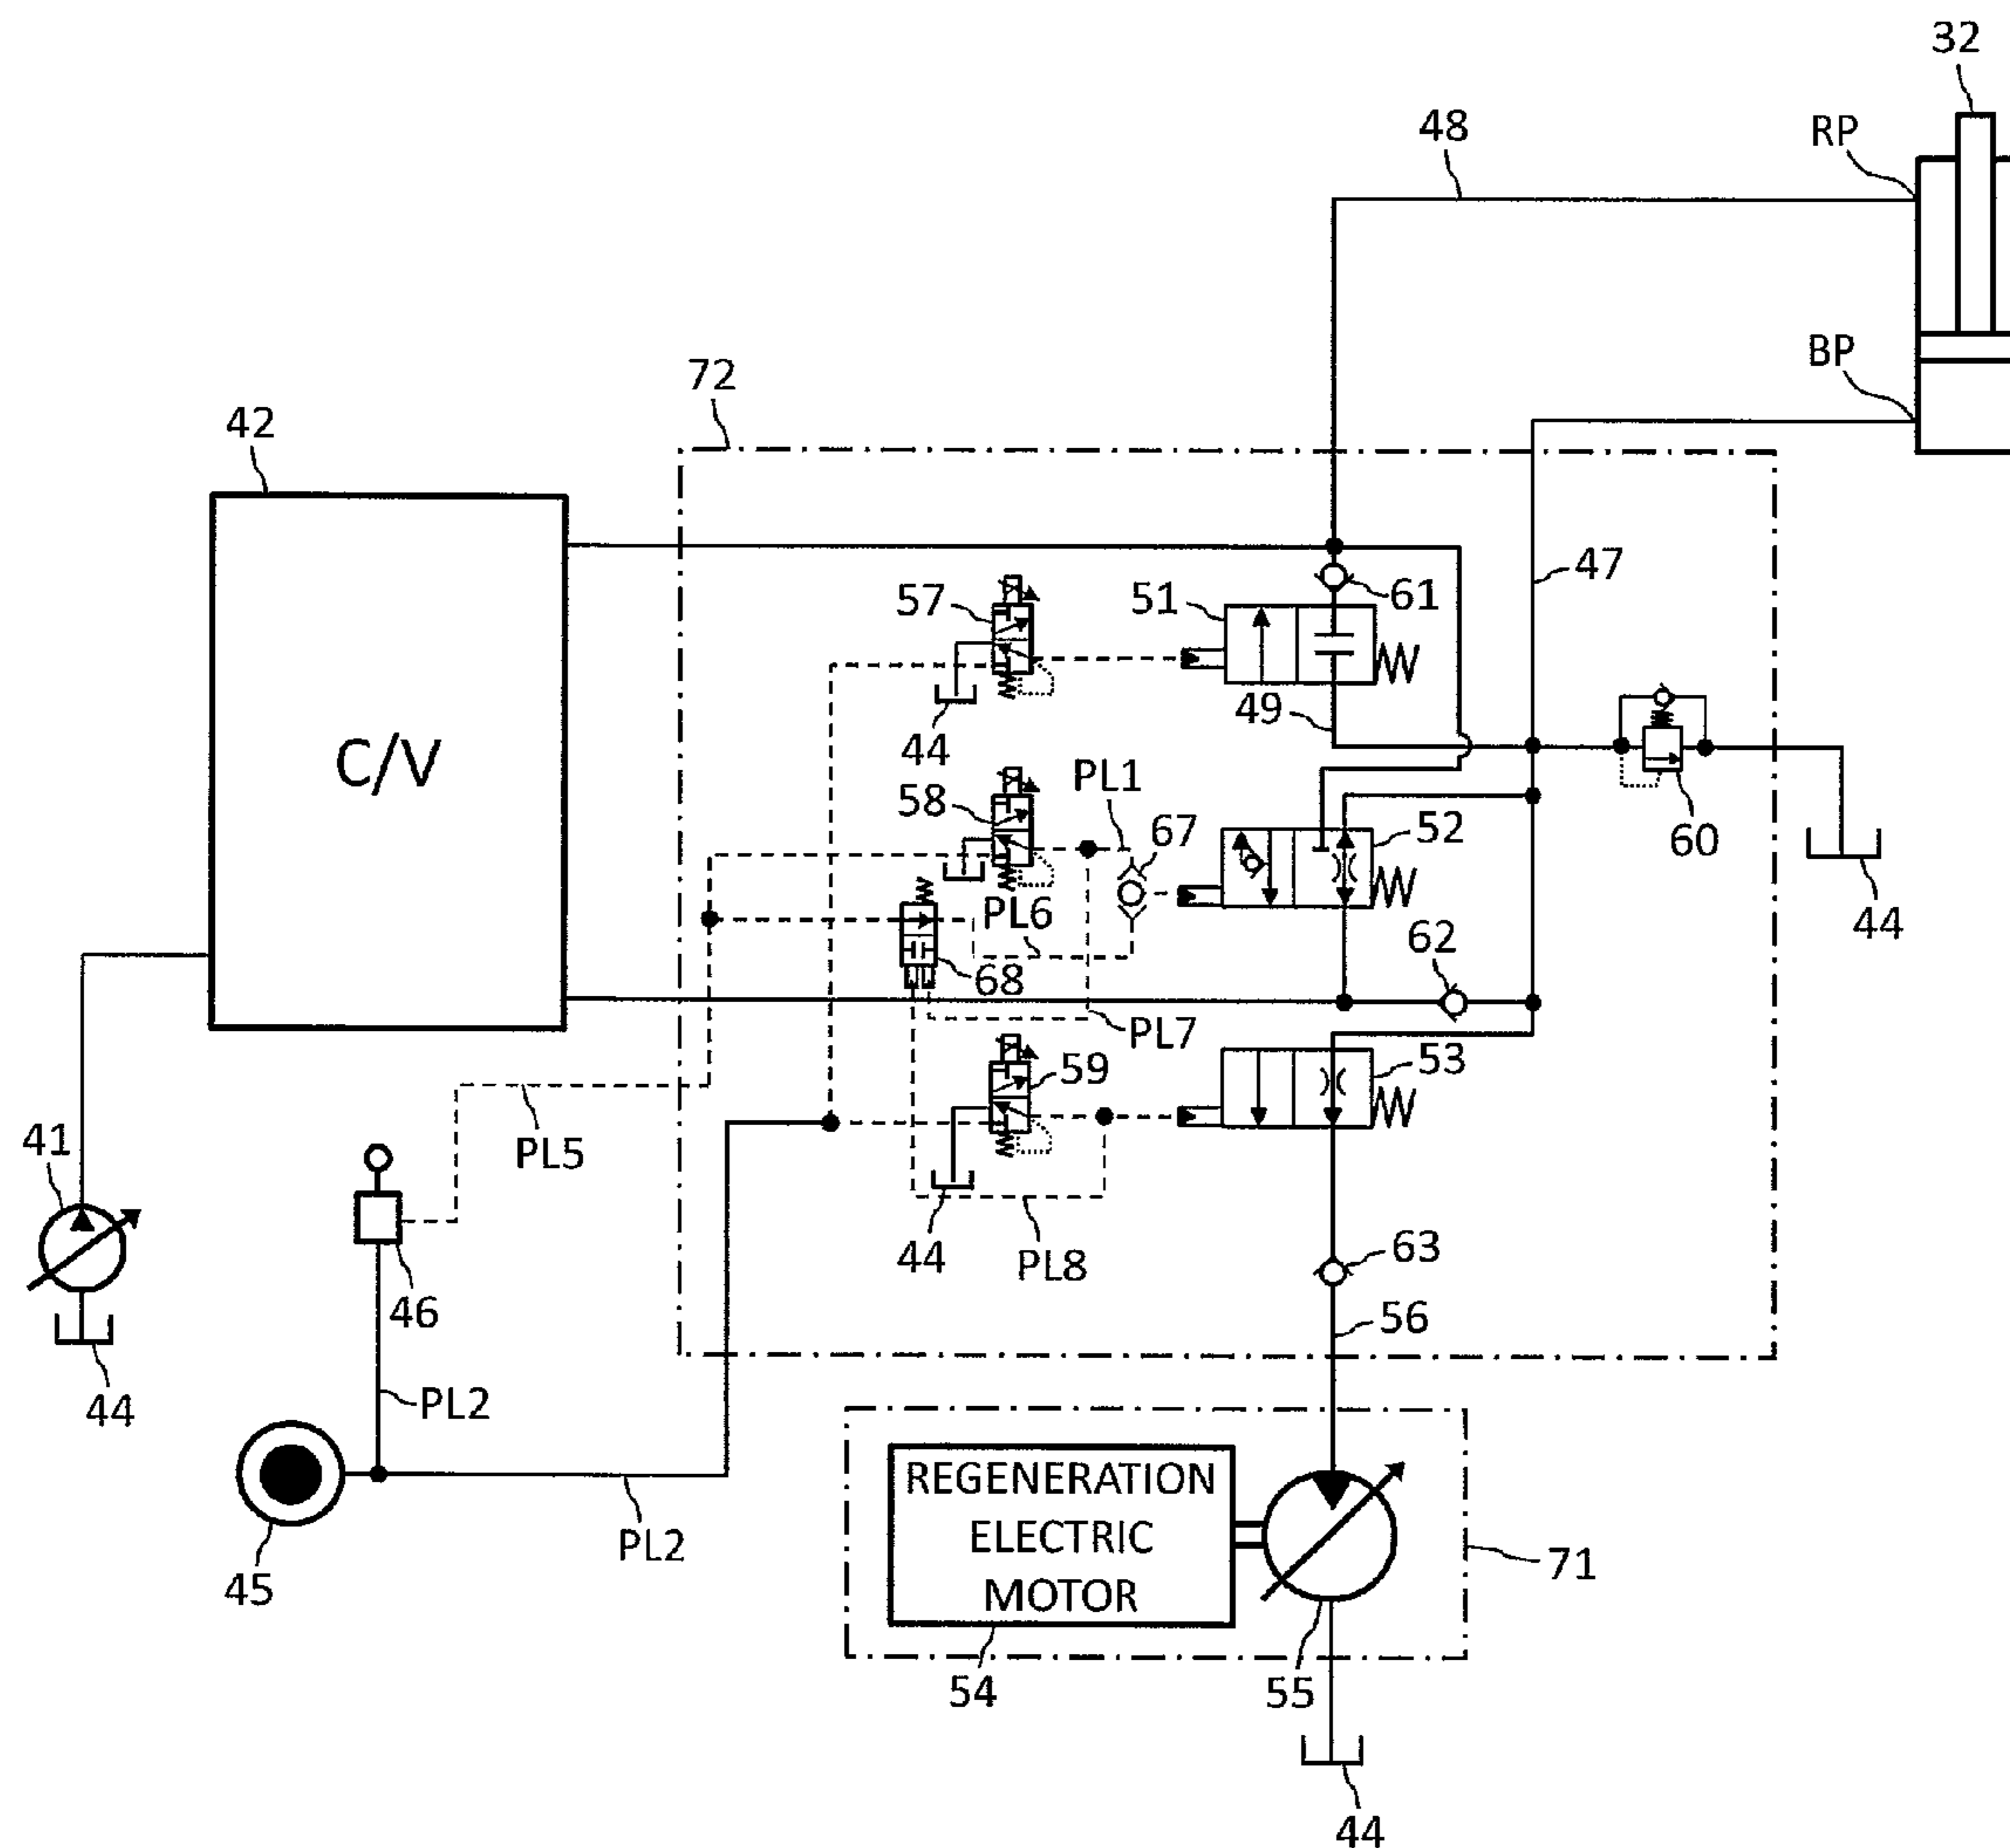 32
RP
48
BP
72
42
47
57
51
61
C/V
49
44
PL1
58
67
52
60
PL6
44
62
68
PL7
53
59
41
PL5
63
44
46
PL8
56
44
PL2
REGENERATION
ELECTRIC
MOTOR
PL2
71
45
54
55
44